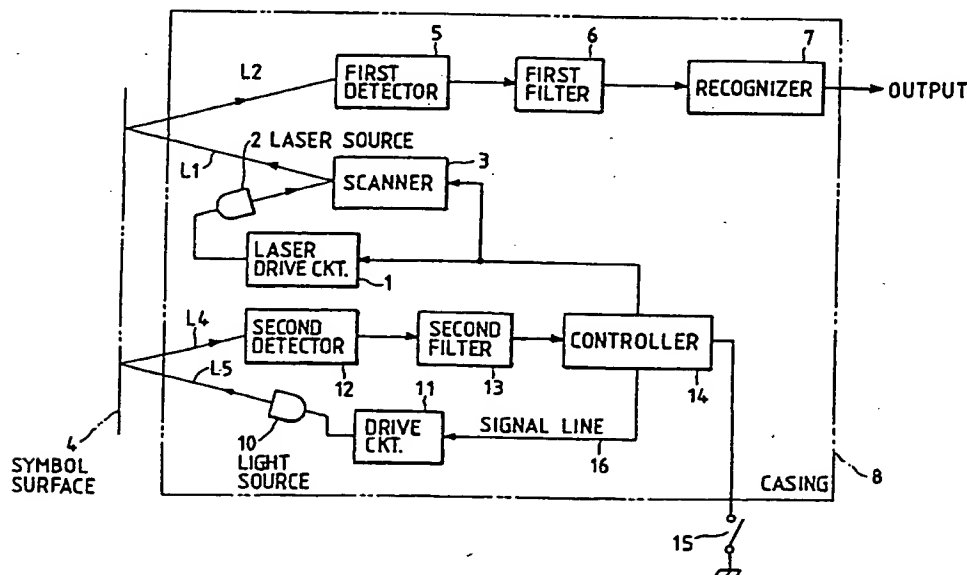 5
6
7
L2
FIRST
DETECTOR
FIRST
FILTER
RECOGNIZER
OUTPUT
2 LASER SOURCE
3
L1
SCANNER
LASER
DRIVE CKT.
1
L4
SECOND
DETECTOR
SECOND
FILTER
CONTROLLER
L5
12
11
13
14
4
10
DRIVE
CKT.
SIGNAL LINE
16
SYMBOL
SURFACE
LIGHT
SOURCE
CASING
8
15